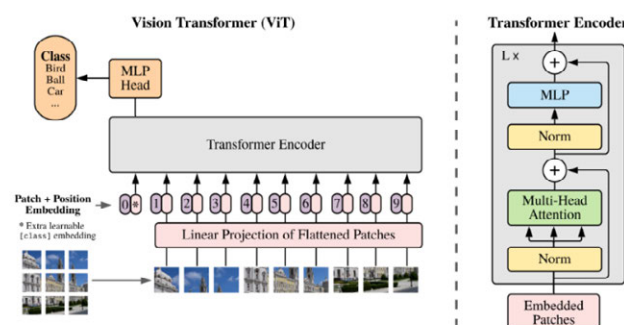 Vision Transformer (ViT)
Class
Bird
Ball
Car
...
MLP
Head
Transformer Encoder
Patch + Position
Embedding
* Extra learnable
[class] embedding
0 *
1
2
3
4
5
6
7
8
9
Linear Projection of Flattened Patches
Transformer Encoder
L x
+
MLP
Norm
+
Multi-Head
Attention
Norm
Embedded
Patches